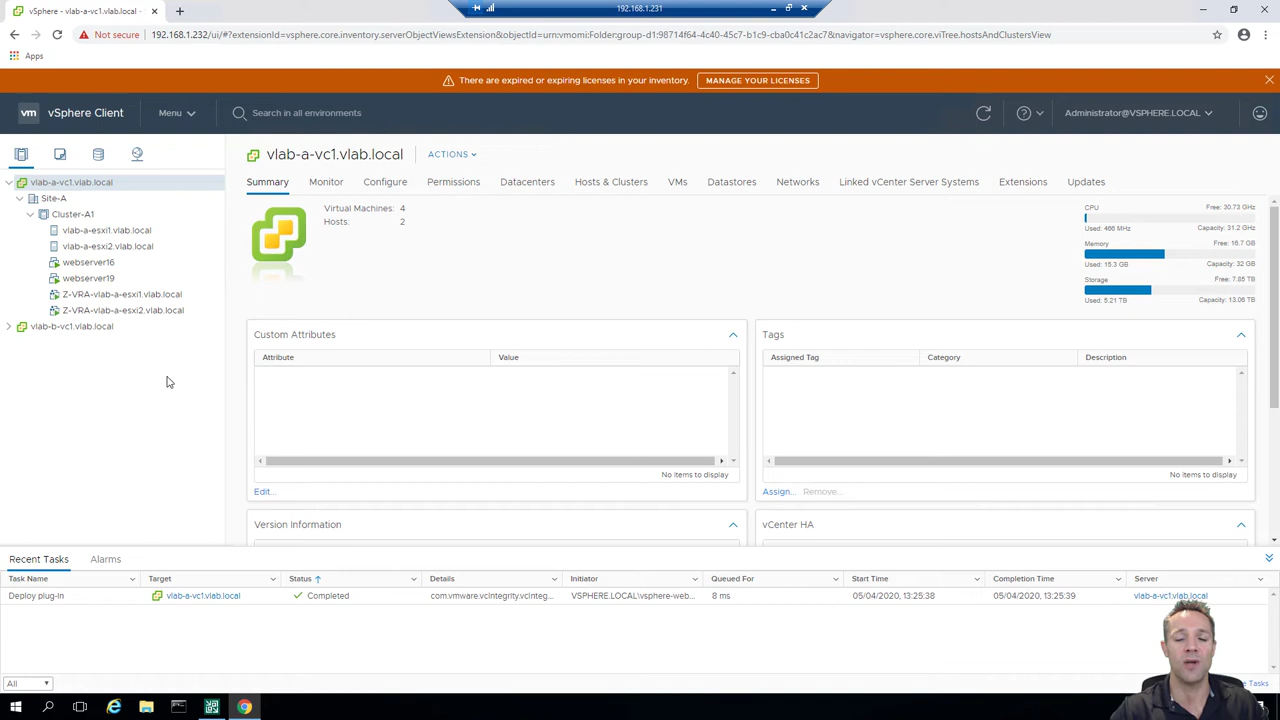 vSphere - vlab-a-vc1.vlab.local -
192.168.1.231
Not secure
192.168.1.232/ui/#?extensionId=vsphere.core.inventory.serverObjectViewsExtension&objectId=urn:vmomi:Folder:group-d1:98714f64-4c40-45c7-b1c9-cba0c41c2ac7&navigator=vsphere.core.viTree.hostsAndClustersView
Apps
There are expired or expiring licenses in your inventory.
MANAGE YOUR LICENSES
vm
vSphere Client
Menu
Search in all environments
Administrator@VSPHERE.LOCAL
vlab-a-vc1.vlab.local
Site-A
Cluster-A1
vlab-a-esxi1.vlab.local
vlab-a-esxi2.vlab.local
webserver16
webserver19
Z-VRA-vlab-a-esxi1.vlab.local
Z-VRA-vlab-a-esxi2.vlab.local
vlab-b-vc1.vlab.local
vlab-a-vc1.vlab.local
ACTIONS
Summary Monitor Configure Permissions Datacenters Hosts & Clusters VMs Datastores Networks Linked vCenter Server Systems Extensions Updates
Virtual Machines: 4
Hosts: 2
CPU Free: 30.73 GHz
Used: 466 MHz Capacity: 31.2 GHz
Memory Free: 16.7 GB
Used: 15.3 GB Capacity: 32 GB
Storage Free: 7.85 TB
Used: 5.21 TB Capacity: 13.06 TB
Custom Attributes
Attribute Value
No items to display
Edit...
Tags
Assigned Tag Category Description
No items to display
Assign... Remove...
Version Information
vCenter HA
Recent Tasks Alarms
Task Name Target Status Details Initiator Queued For Start Time Completion Time Server
Deploy plug-in vlab-a-vc1.vlab.local Completed com.vmware.vcIntegrity.vcInteg... VSPHERE.LOCAL\vsphere-web... 8 ms 05/04/2020, 13:25:38 05/04/2020, 13:25:39 vlab-a-vc1.vlab.local
All
Tasks